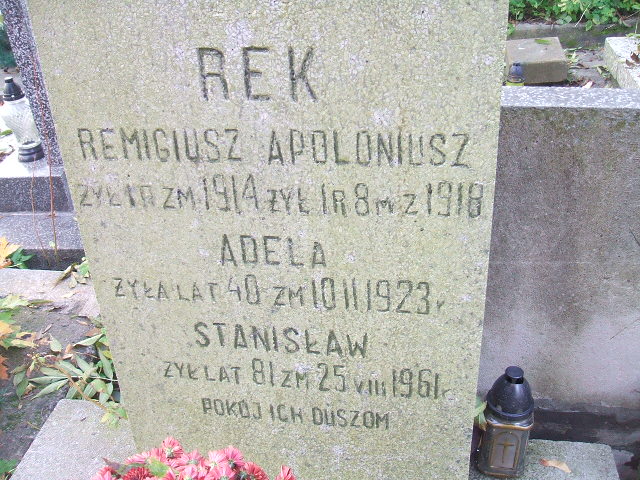 REK
REMIGIUSZ APOLONIUSZ
ŻYŁ 1 R ZM 1914 ŻYŁ 1 R 8 M Z 1918
ADELA
ŻYŁA LAT 40 ZM 10 II 1923 r
STANISŁAW
ŻYŁ LAT 81 ZM 25 VIII 1961 r
POKÓJ ICH DUSZOM